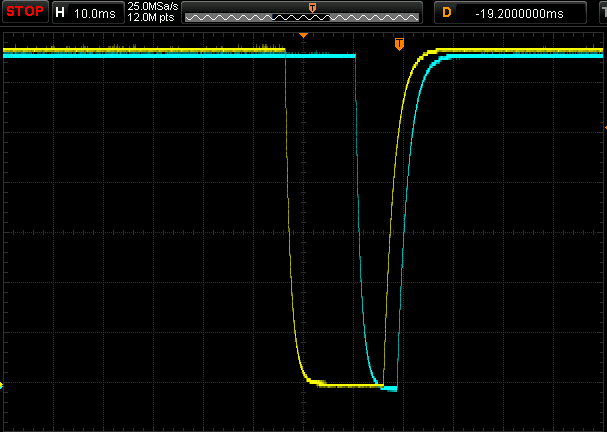 STOP H 10.0ms 25.0MSa/s
12.0M pts
T
D -19.2000000ms
T
T